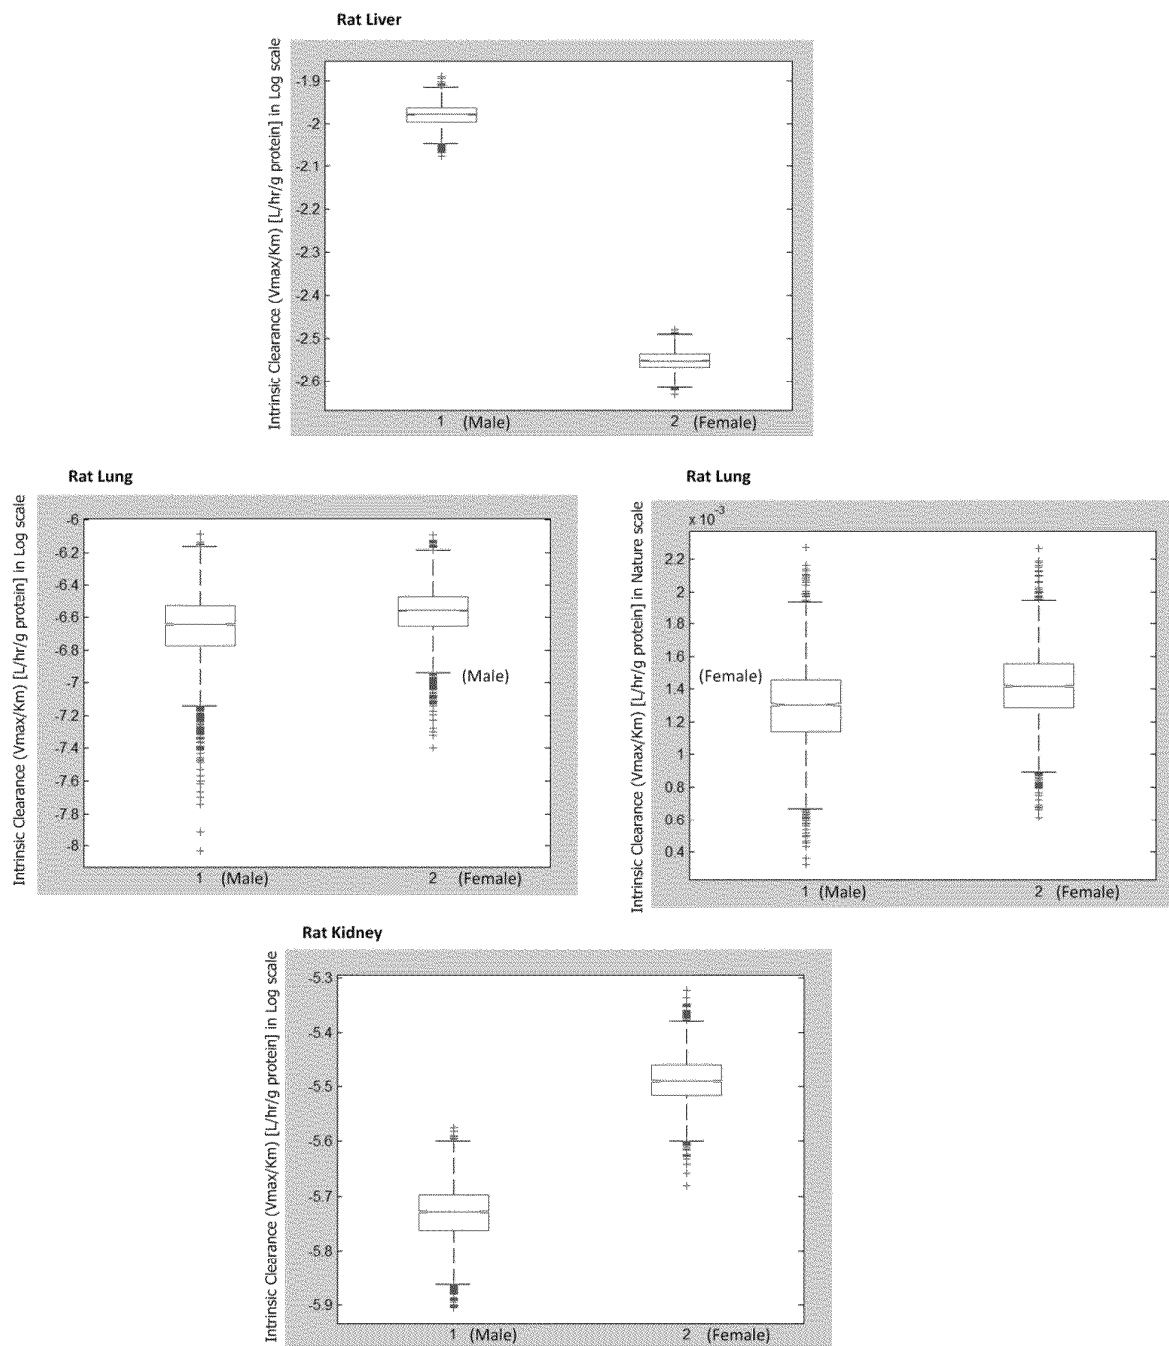 Rat Liver
Intrinsic Clearance (Vmax/Km) [L/hr/g protein] in Log scale
-1.9
-2
-2.1
-2.2
-2.3
-2.4
-2.5
-2.6
1 (Male)
2 (Female)
Rat Lung
Intrinsic Clearance (Vmax/Km) [L/hr/g protein] in Log scale
-6
-6.2
-6.4
-6.6
-6.8
-7
-7.2
-7.4
-7.6
-7.8
-8
(Male)
1 (Male)
2 (Female)
Rat Lung
Intrinsic Clearance (Vmax/Km) [L/hr/g protein] in Nature scale
x 10-3
2.2
2
1.8
1.6
1.4
1.2
1
0.8
0.6
0.4
(Female)
1 (Male)
2 (Female)
Rat Kidney
Intrinsic Clearance (Vmax/Km) [L/hr/g protein] in Log scale
-5.3
-5.4
-5.5
-5.6
-5.7
-5.8
-5.9
1 (Male)
2 (Female)